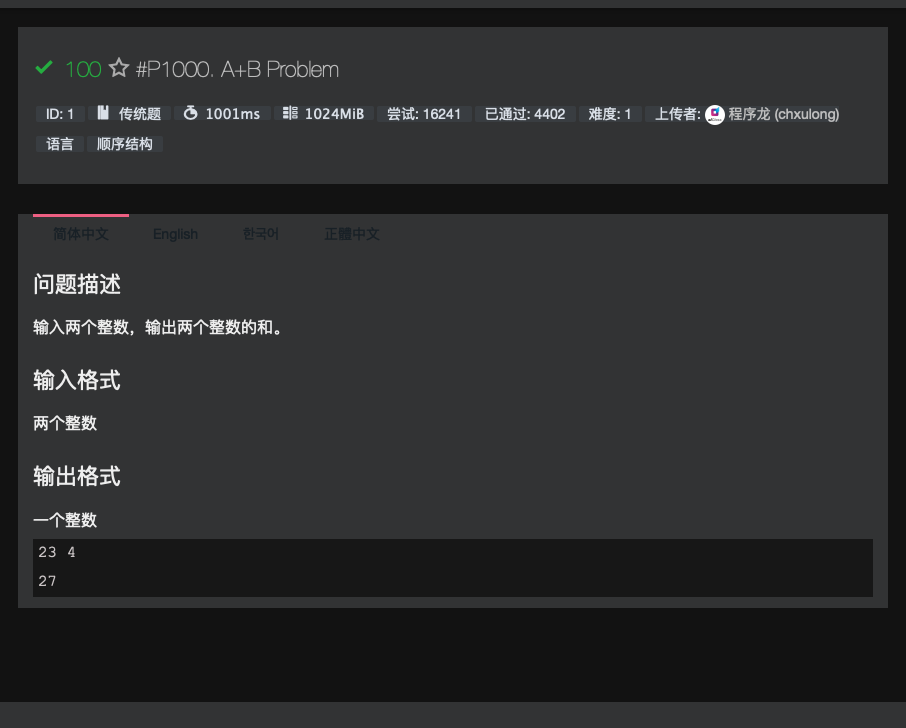 100 #P1000. A+B Problem
ID: 1 传统题 1001ms 1024MiB 尝试: 16241 已通过: 4402 难度: 1 上传者: 程序龙 (chxulong)
语言 顺序结构
简体中文 English 한국어 正體中文
问题描述
输入两个整数，输出两个整数的和。
输入格式
两个整数
输出格式
一个整数
23 4
27